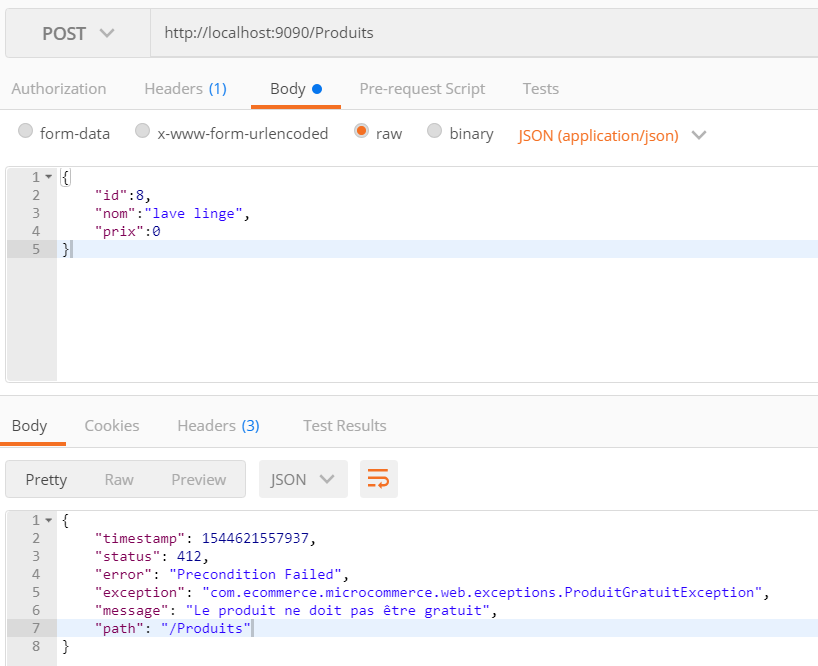 POST http://localhost:9090/Produits
Authorization Headers (1) Body Pre-request Script Tests
form-data x-www-form-urlencoded raw binary JSON (application/json)
1 {
2 "id":8,
3 "nom":"lave linge",
4 "prix":0
5 }
Body Cookies Headers (3) Test Results
Pretty Raw Preview JSON
1 {
2 "timestamp": 1544621557937,
3 "status": 412,
4 "error": "Precondition Failed",
5 "exception": "com.ecommerce.microcommerce.web.exceptions.ProduitGratuitException",
6 "message": "Le produit ne doit pas être gratuit",
7 "path": "/Produits"
8 }